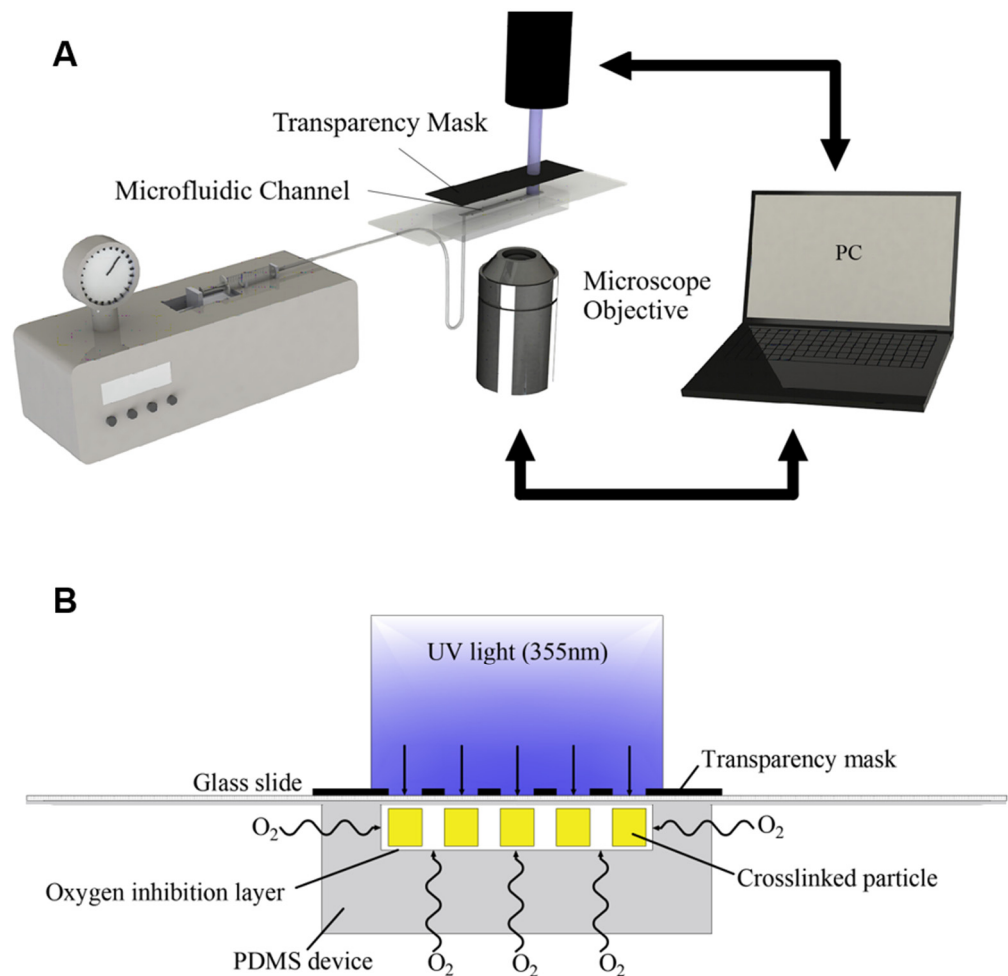 A
Transparency Mask
Microfluidic Channel
PC
Microscope
Objective
B
UV light (355nm)
Transparency mask
Glass slide
O2
O2
Oxygen inhibition layer
Crosslinked particle
PDMS device
O2
O2
O2